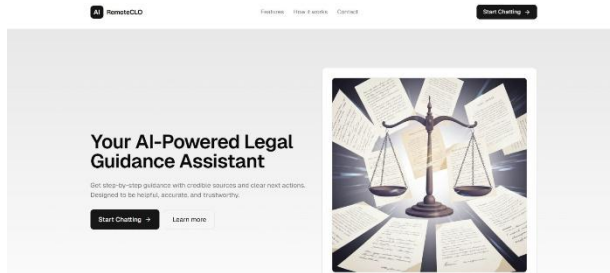 AI RemoteCLO
Features How it works Contact
Start Chatting →
Your AI-Powered Legal
Guidance Assistant
Get step-by-step guidance with credible sources and clear next actions.
Designed to be helpful, accurate, and trustworthy.
Start Chatting →
Learn more